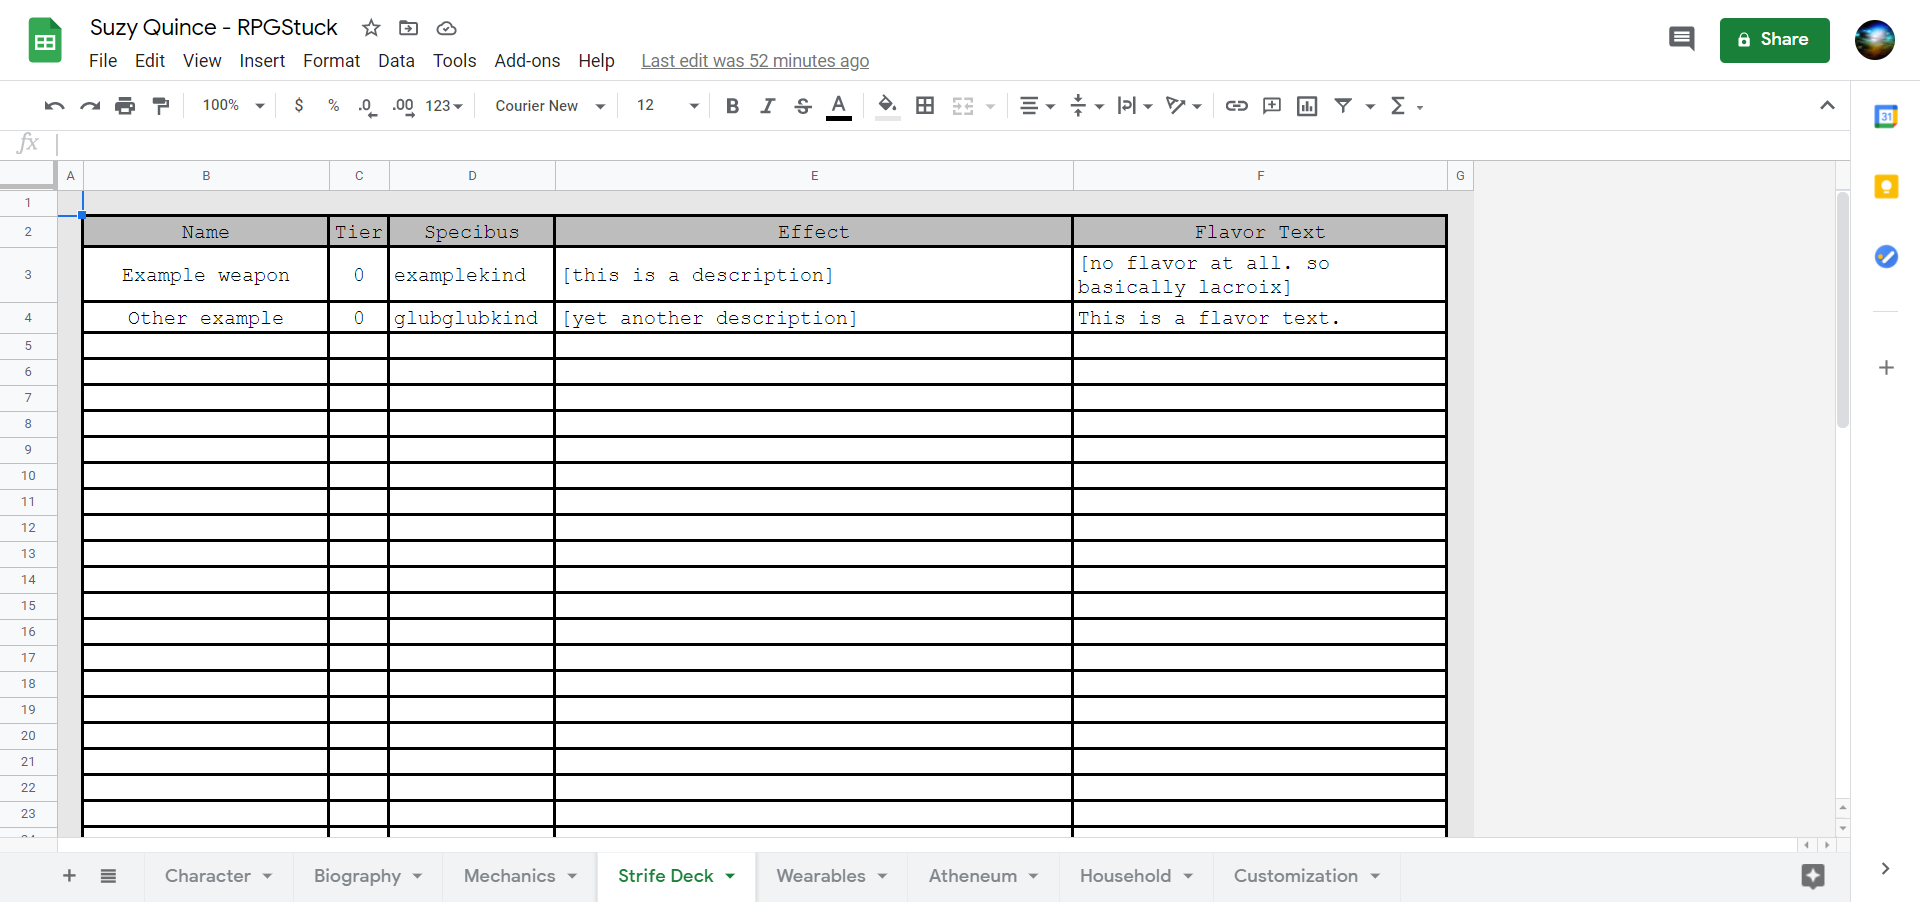 Suzy Quince - RPGStuck
File Edit View Insert Format Data Tools Add-ons Help Last edit was 52 minutes ago
Share
100% $ % .0 .00 123 Courier New 12 B I S A Σ
31
fx
A B C D E F G
1
2 Name Tier Specibus Effect Flavor Text
3 Example weapon 0 examplekind [this is a description] [no flavor at all. so
basically lacroix]
4 Other example 0 glubglubkind [yet another description] This is a flavor text.
5
6
7
8
9
10
11
12
13
14
15
16
17
18
19
20
21
22
23
Character Biography Mechanics Strife Deck Wearables Atheneum Household Customization